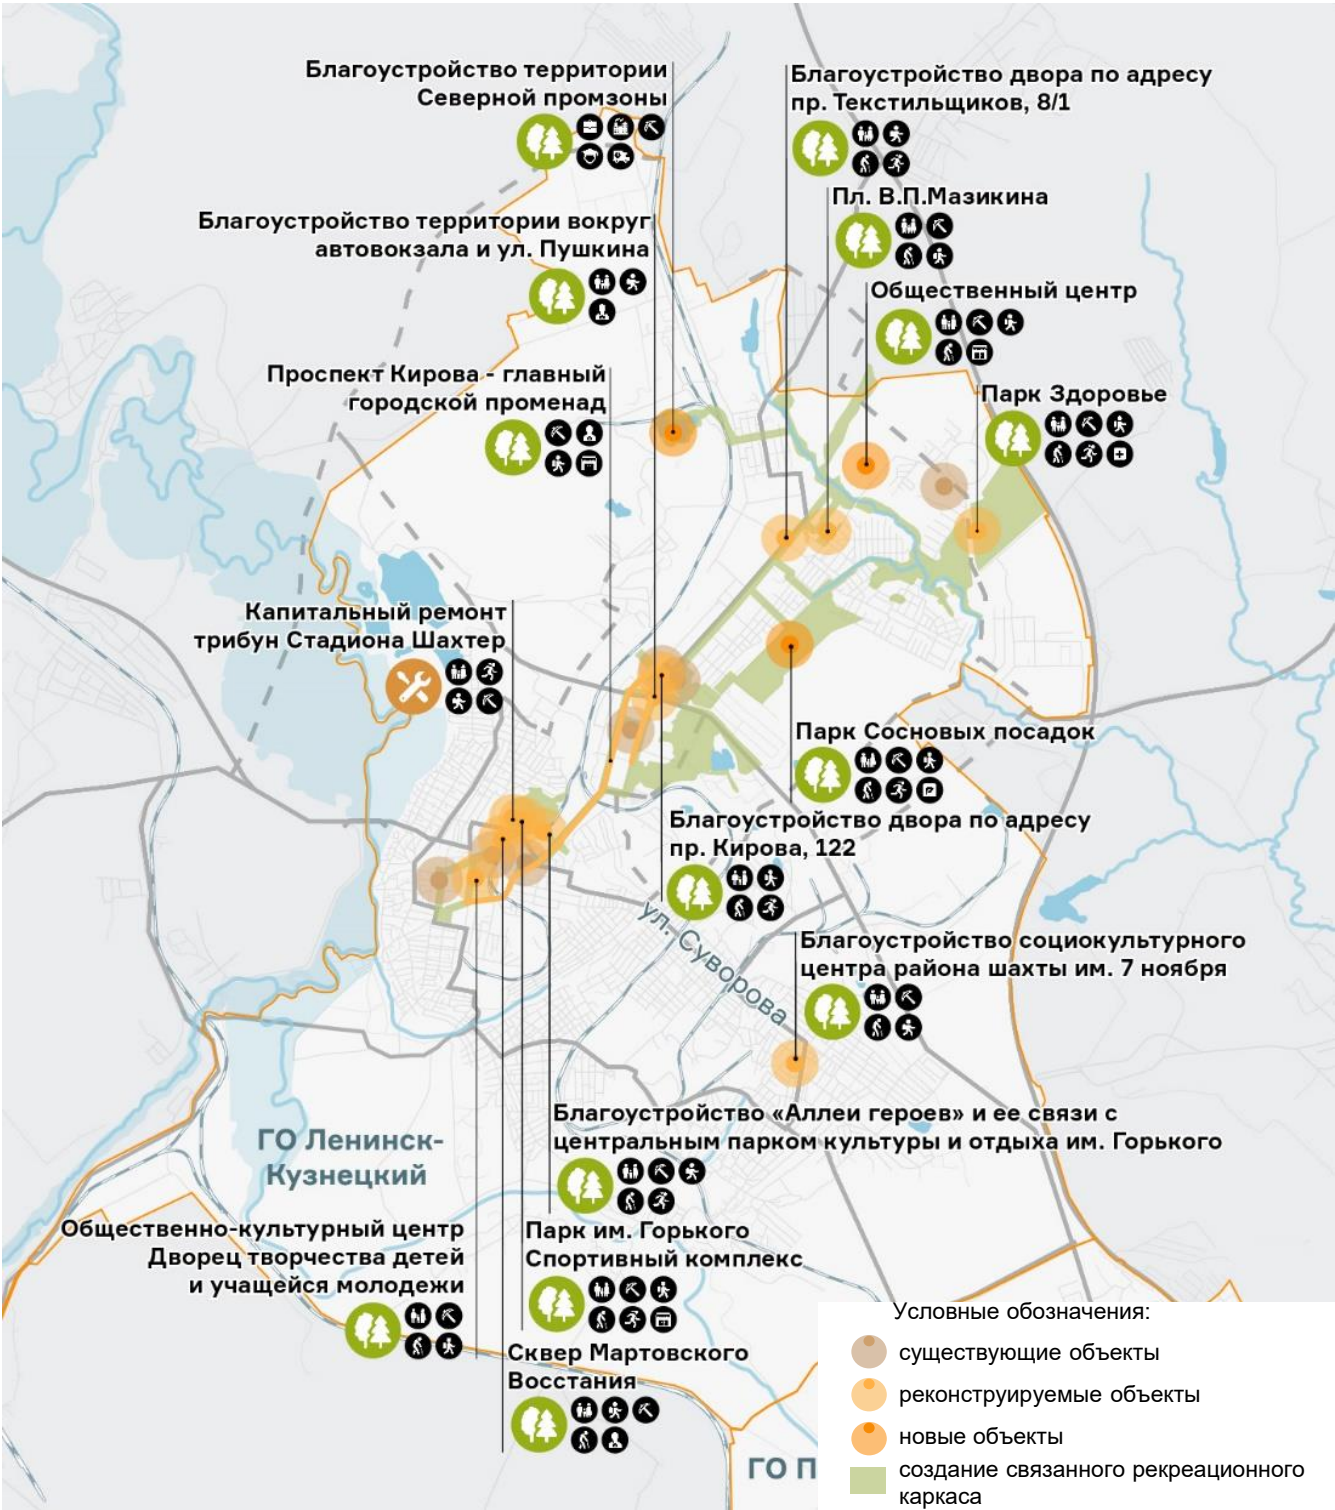 Благоустройство территории
Северной промзоны
Благоустройство двора по адресу
пр. Текстильщиков, 8/1
Пл. В.П.Мазикина
Благоустройство территории вокруг
автовокзала и ул. Пушкина
Общественный центр
Проспект Кирова - главный
городской променад
Парк Здоровье
Капитальный ремонт
трибун Стадиона Шахтер
Парк Сосновых посадок
Благоустройство двора по адресу
пр. Кирова, 122
ул. Суворова
Благоустройство социокультурного
центра района шахты им. 7 ноября
Благоустройство «Аллеи героев» и ее связи с
центральным парком культуры и отдыха им. Горького
ГО Ленинск-
Кузнецкий
Общественно-культурный центр
Дворец творчества детей
и учащейся молодежи
Парк им. Горького
Спортивный комплекс
Сквер Мартовского
Восстания
ГО П
Условные обозначения:
существующие объекты
реконструируемые объекты
новые объекты
создание связанного рекреационного
каркаса